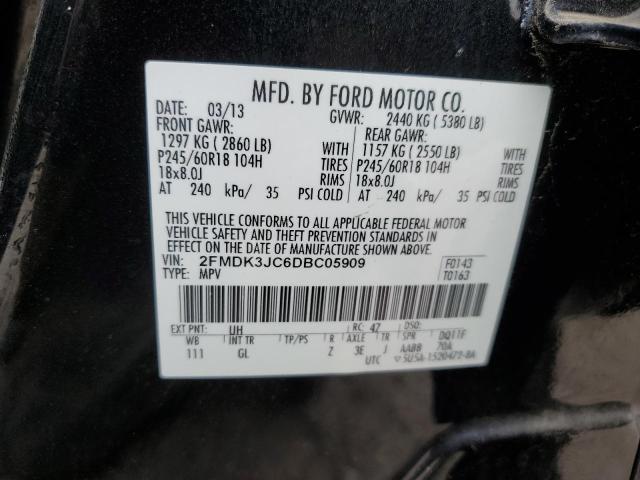 MFD. BY FORD MOTOR CO.
DATE: 03/13 GVWR: 2440 KG ( 5380 LB)
FRONT GAWR: REAR GAWR:
1297 KG ( 2860 LB) WITH 1157 KG ( 2550 LB) WITH
P245/60R18 104H TIRES P245/60R18 104H TIRES
18x8.0J RIMS 18x8.0J RIMS
AT 240 kPa/ 35 PSI COLD AT 240 kPa/ 35 PSI COLD
THIS VEHICLE CONFORMS TO ALL APPLICABLE FEDERAL MOTOR
VEHICLE SAFETY AND THEFT PREVENTION STANDARDS IN
EFFECT ON THE DATE OF MANUFACTURE SHOWN ABOVE.
VIN: 2FMDK3JC6DBC05909 F0143
TYPE: MPV T0163
EXT PNT: UH RC: 47 DSO:
WB INT TR TP/PS R AXLE TR SPR DQ11F
111 GL Z 3E J AABB 70A
UTC 5U5A-1520472-BA